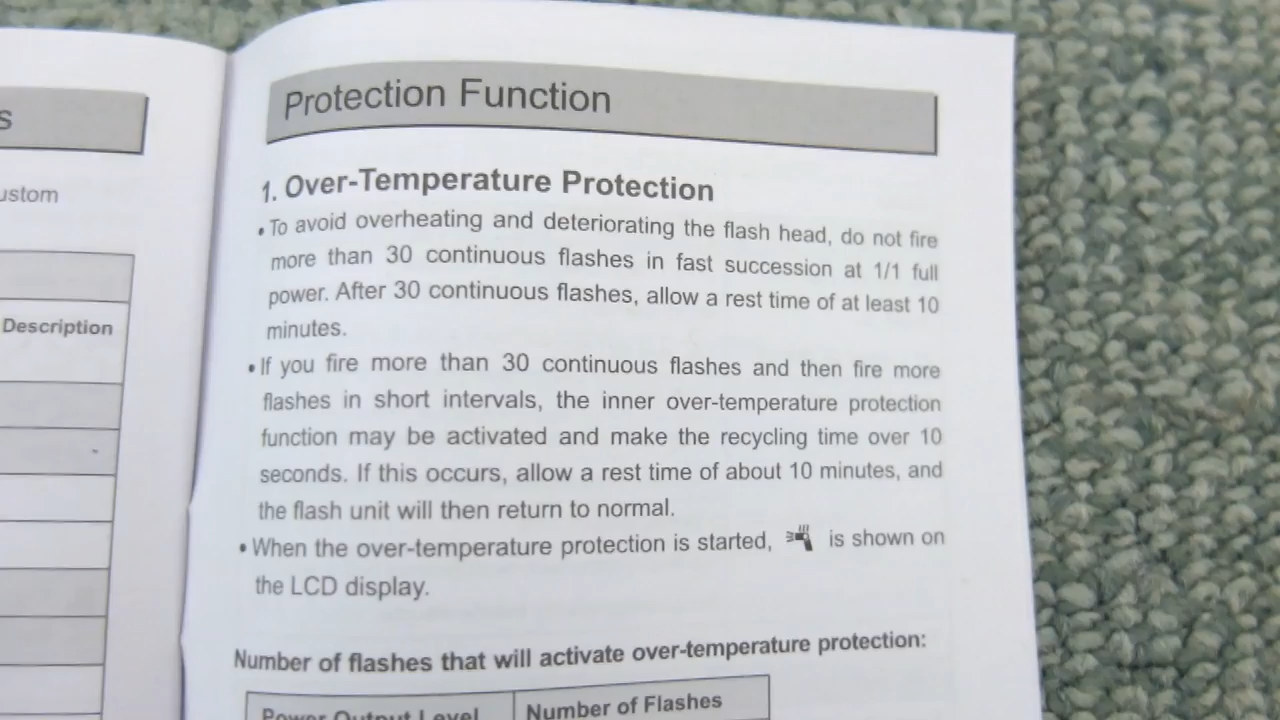 s
ustom
Description
Protection Function
1. Over-Temperature Protection
• To avoid overheating and deteriorating the flash head, do not fire
more than 30 continuous flashes in fast succession at 1/1 full
power. After 30 continuous flashes, allow a rest time of at least 10
minutes.
• If you fire more than 30 continuous flashes and then fire more
flashes in short intervals, the inner over-temperature protection
function may be activated and make the recycling time over 10
seconds. If this occurs, allow a rest time of about 10 minutes, and
the flash unit will then return to normal.
• When the over-temperature protection is started, is shown on
the LCD display.
Number of flashes that will activate over-temperature protection:
Power Output Level Number of Flashes